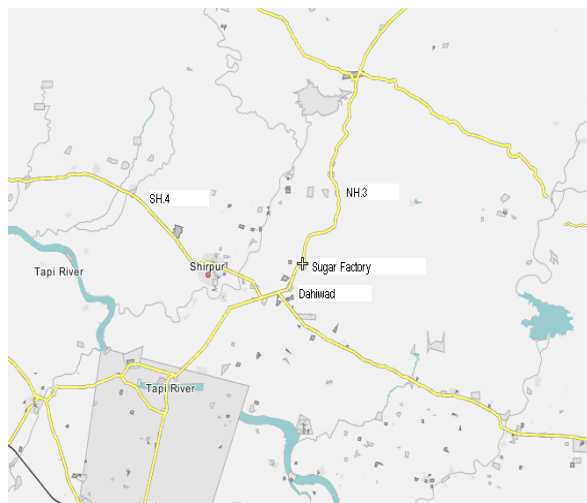 SH.4
NH.3
Shirpur
Sugar Factory
Tapi River
Dahiwad
Tapi River